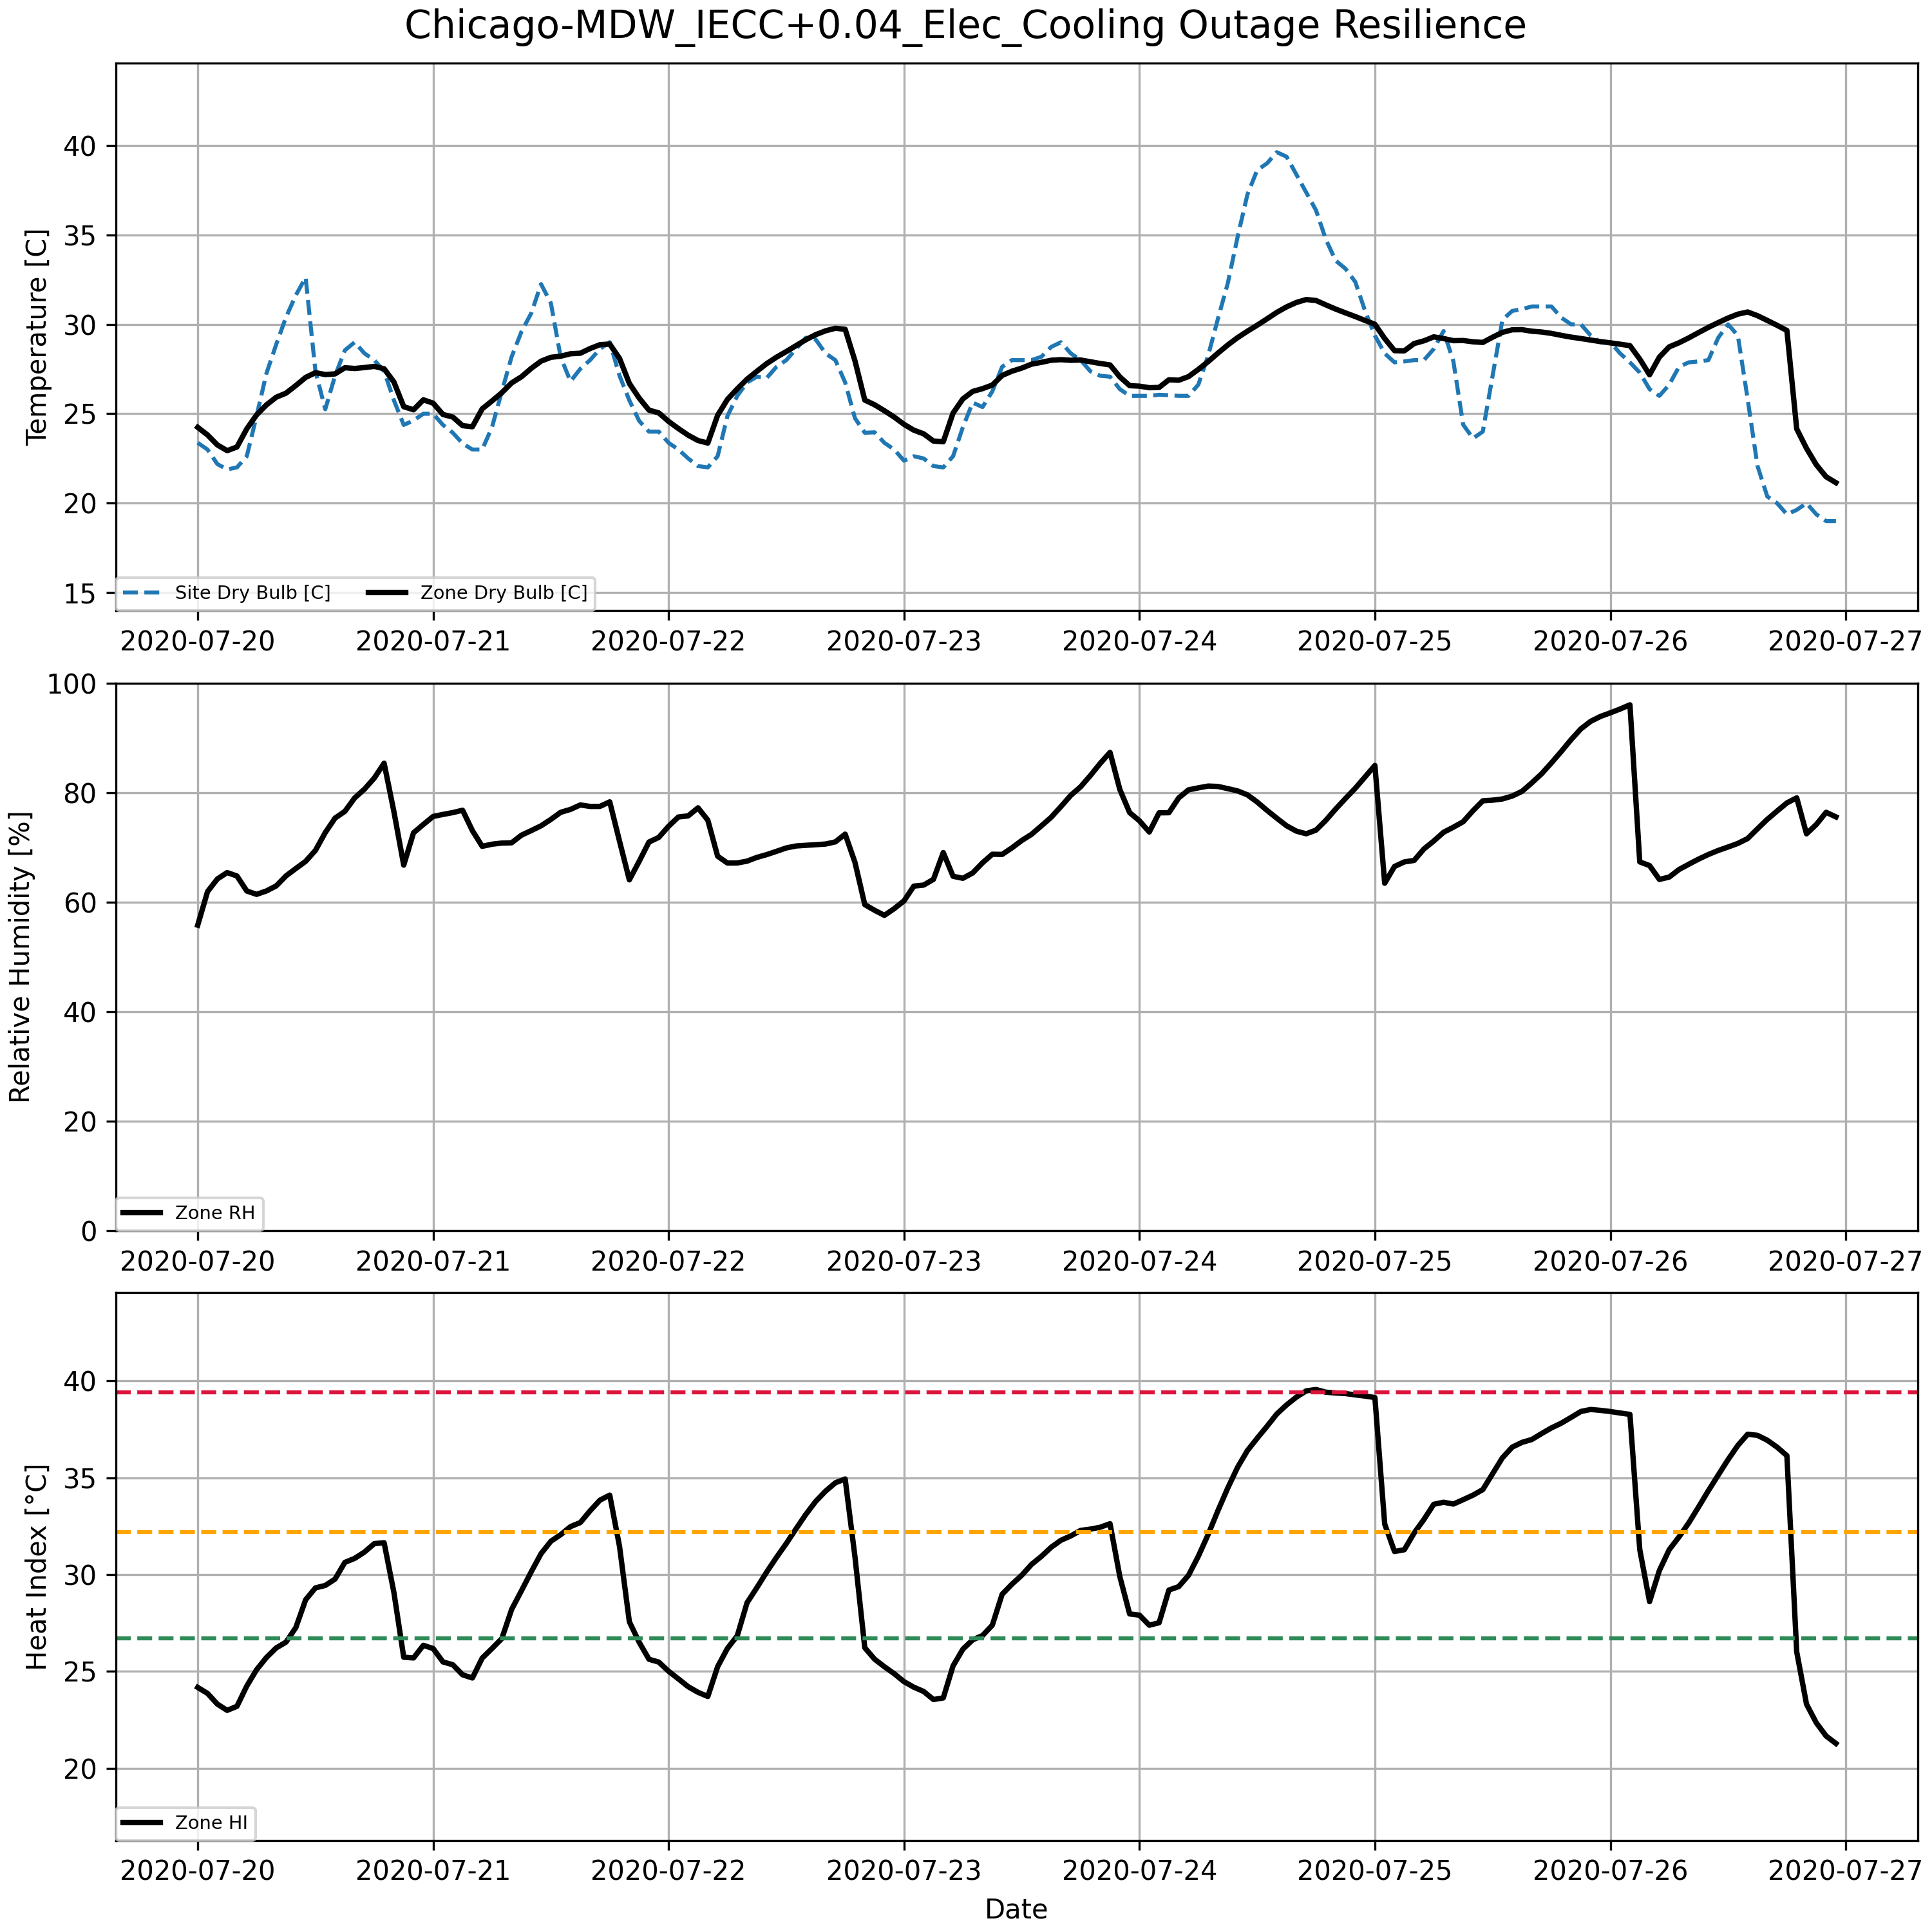 Chicago-MDW_IECC+0.04_Elec_Cooling Outage Resilience
Temperature [C]
40
35
30
25
20
15
Site Dry Bulb [C] Zone Dry Bulb [C]
2020-07-20 2020-07-21 2020-07-22 2020-07-23 2020-07-24 2020-07-25 2020-07-26 2020-07-27
Relative Humidity [%]
100
80
60
40
20
0
Zone RH
2020-07-20 2020-07-21 2020-07-22 2020-07-23 2020-07-24 2020-07-25 2020-07-26 2020-07-27
Heat Index [°C]
40
35
30
25
20
Zone HI
2020-07-20 2020-07-21 2020-07-22 2020-07-23 2020-07-24 2020-07-25 2020-07-26 2020-07-27
Date